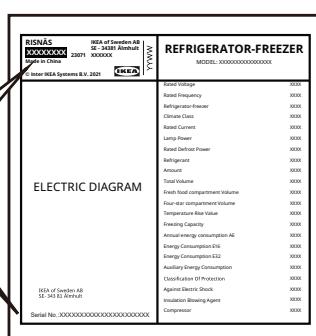 RISNÄS
XXXXXXXX 23071 XXXXXX
Made in China
© Inter IKEA Systems B.V. 2021
IKEA of Sweden AB
SE - 34381 Älmhult
IKEA
YYWW
REFRIGERATOR-FREEZER
MODEL: XXXXXXXXXXXXXXXX
Rated Voltage XXXX
Rated Frequency XXXX
Refrigerator-freezer XXXX
Climate Class XXXX
Rated Current XXXX
Lamp Power XXXX
Rated Defrost Power XXXX
Refrigerant XXXX
Amount XXXX
Total Volume XXXX
Fresh food compartment Volume XXXX
Four-star compartment Volume XXXX
Temperature Rise Value XXXX
Freezing Capacity XXXX
Annual energy consumption AE XXXX
Energy Consumption E16 XXXX
Energy Consumption E32 XXXX
Auxiliary Energy Consumption XXXX
Classification Of Protection XXXX
Against Electric Shock XXXX
Insulation Blowing Agent XXXX
Compressor XXXX
ELECTRIC DIAGRAM
IKEA of Sweden AB
SE- 343 81 Älmhult
Serial No.:XXXXXXXXXXXXXXXXXXXXXX